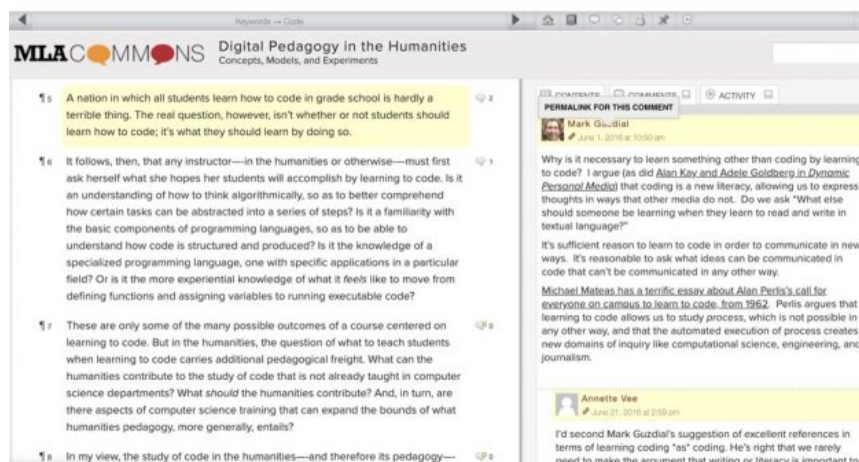 Keywords → Code
MLA COMMONS
Digital Pedagogy in the Humanities
Concepts, Models, and Experiments
¶ 5 A nation in which all students learn how to code in grade school is hardly a
terrible thing. The real question, however, isn't whether or not students should
learn how to code; it's what they should learn by doing so.
2
¶ 6 It follows, then, that any instructor—in the humanities or otherwise—must first
ask herself what she hopes her students will accomplish by learning to code. Is it
an understanding of how to think algorithmically, so as to better comprehend
how certain tasks can be abstracted into a series of steps? Is it a familiarity with
the basic components of programming languages, so as to be able to
understand how code is structured and produced? Is it the knowledge of a
specialized programming language, one with specific applications in a particular
field? Or is it the more experiential knowledge of what it feels like to move from
defining functions and assigning variables to running executable code?
1
¶ 7 These are only some of the many possible outcomes of a course centered on
learning to code. But in the humanities, the question of what to teach students
when learning to code carries additional pedagogical freight. What can the
humanities contribute to the study of code that is not already taught in computer
science departments? What should the humanities contribute? And, in turn, are
there aspects of computer science training that can expand the bounds of what
humanities pedagogy, more generally, entails?
0
¶ 8 In my view, the study of code in the humanities—and therefore its pedagogy—
0
CONTENTS COMMENTS ACTIVITY
PERMALINK FOR THIS COMMENT
Mark Guzdial
June 1, 2016 at 10:50 am
Why is it necessary to learn something other than coding by learning
to code? I argue (as did Alan Kay and Adele Goldberg in Dynamic
Personal Media) that coding is a new literacy, allowing us to express
thoughts in ways that other media do not. Do we ask "What else
should someone be learning when they learn to read and write in
textual language?"
It's sufficient reason to learn to code in order to communicate in new
ways. It's reasonable to ask what ideas can be communicated in
code that can't be communicated in any other way.
Michael Mateas has a terrific essay about Alan Perlis's call for
everyone on campus to learn to code, from 1962. Perlis argues that
learning to code allows us to study process, which is not possible in
any other way, and that the automated execution of process creates
new domains of inquiry like computational science, engineering, and
journalism.
Annette Vee
June 21, 2016 at 2:59 pm
I'd second Mark Guzdial's suggestion of excellent references in
terms of learning coding "as" coding. He's right that we rarely
need to make the argument that writing or literacy is important to